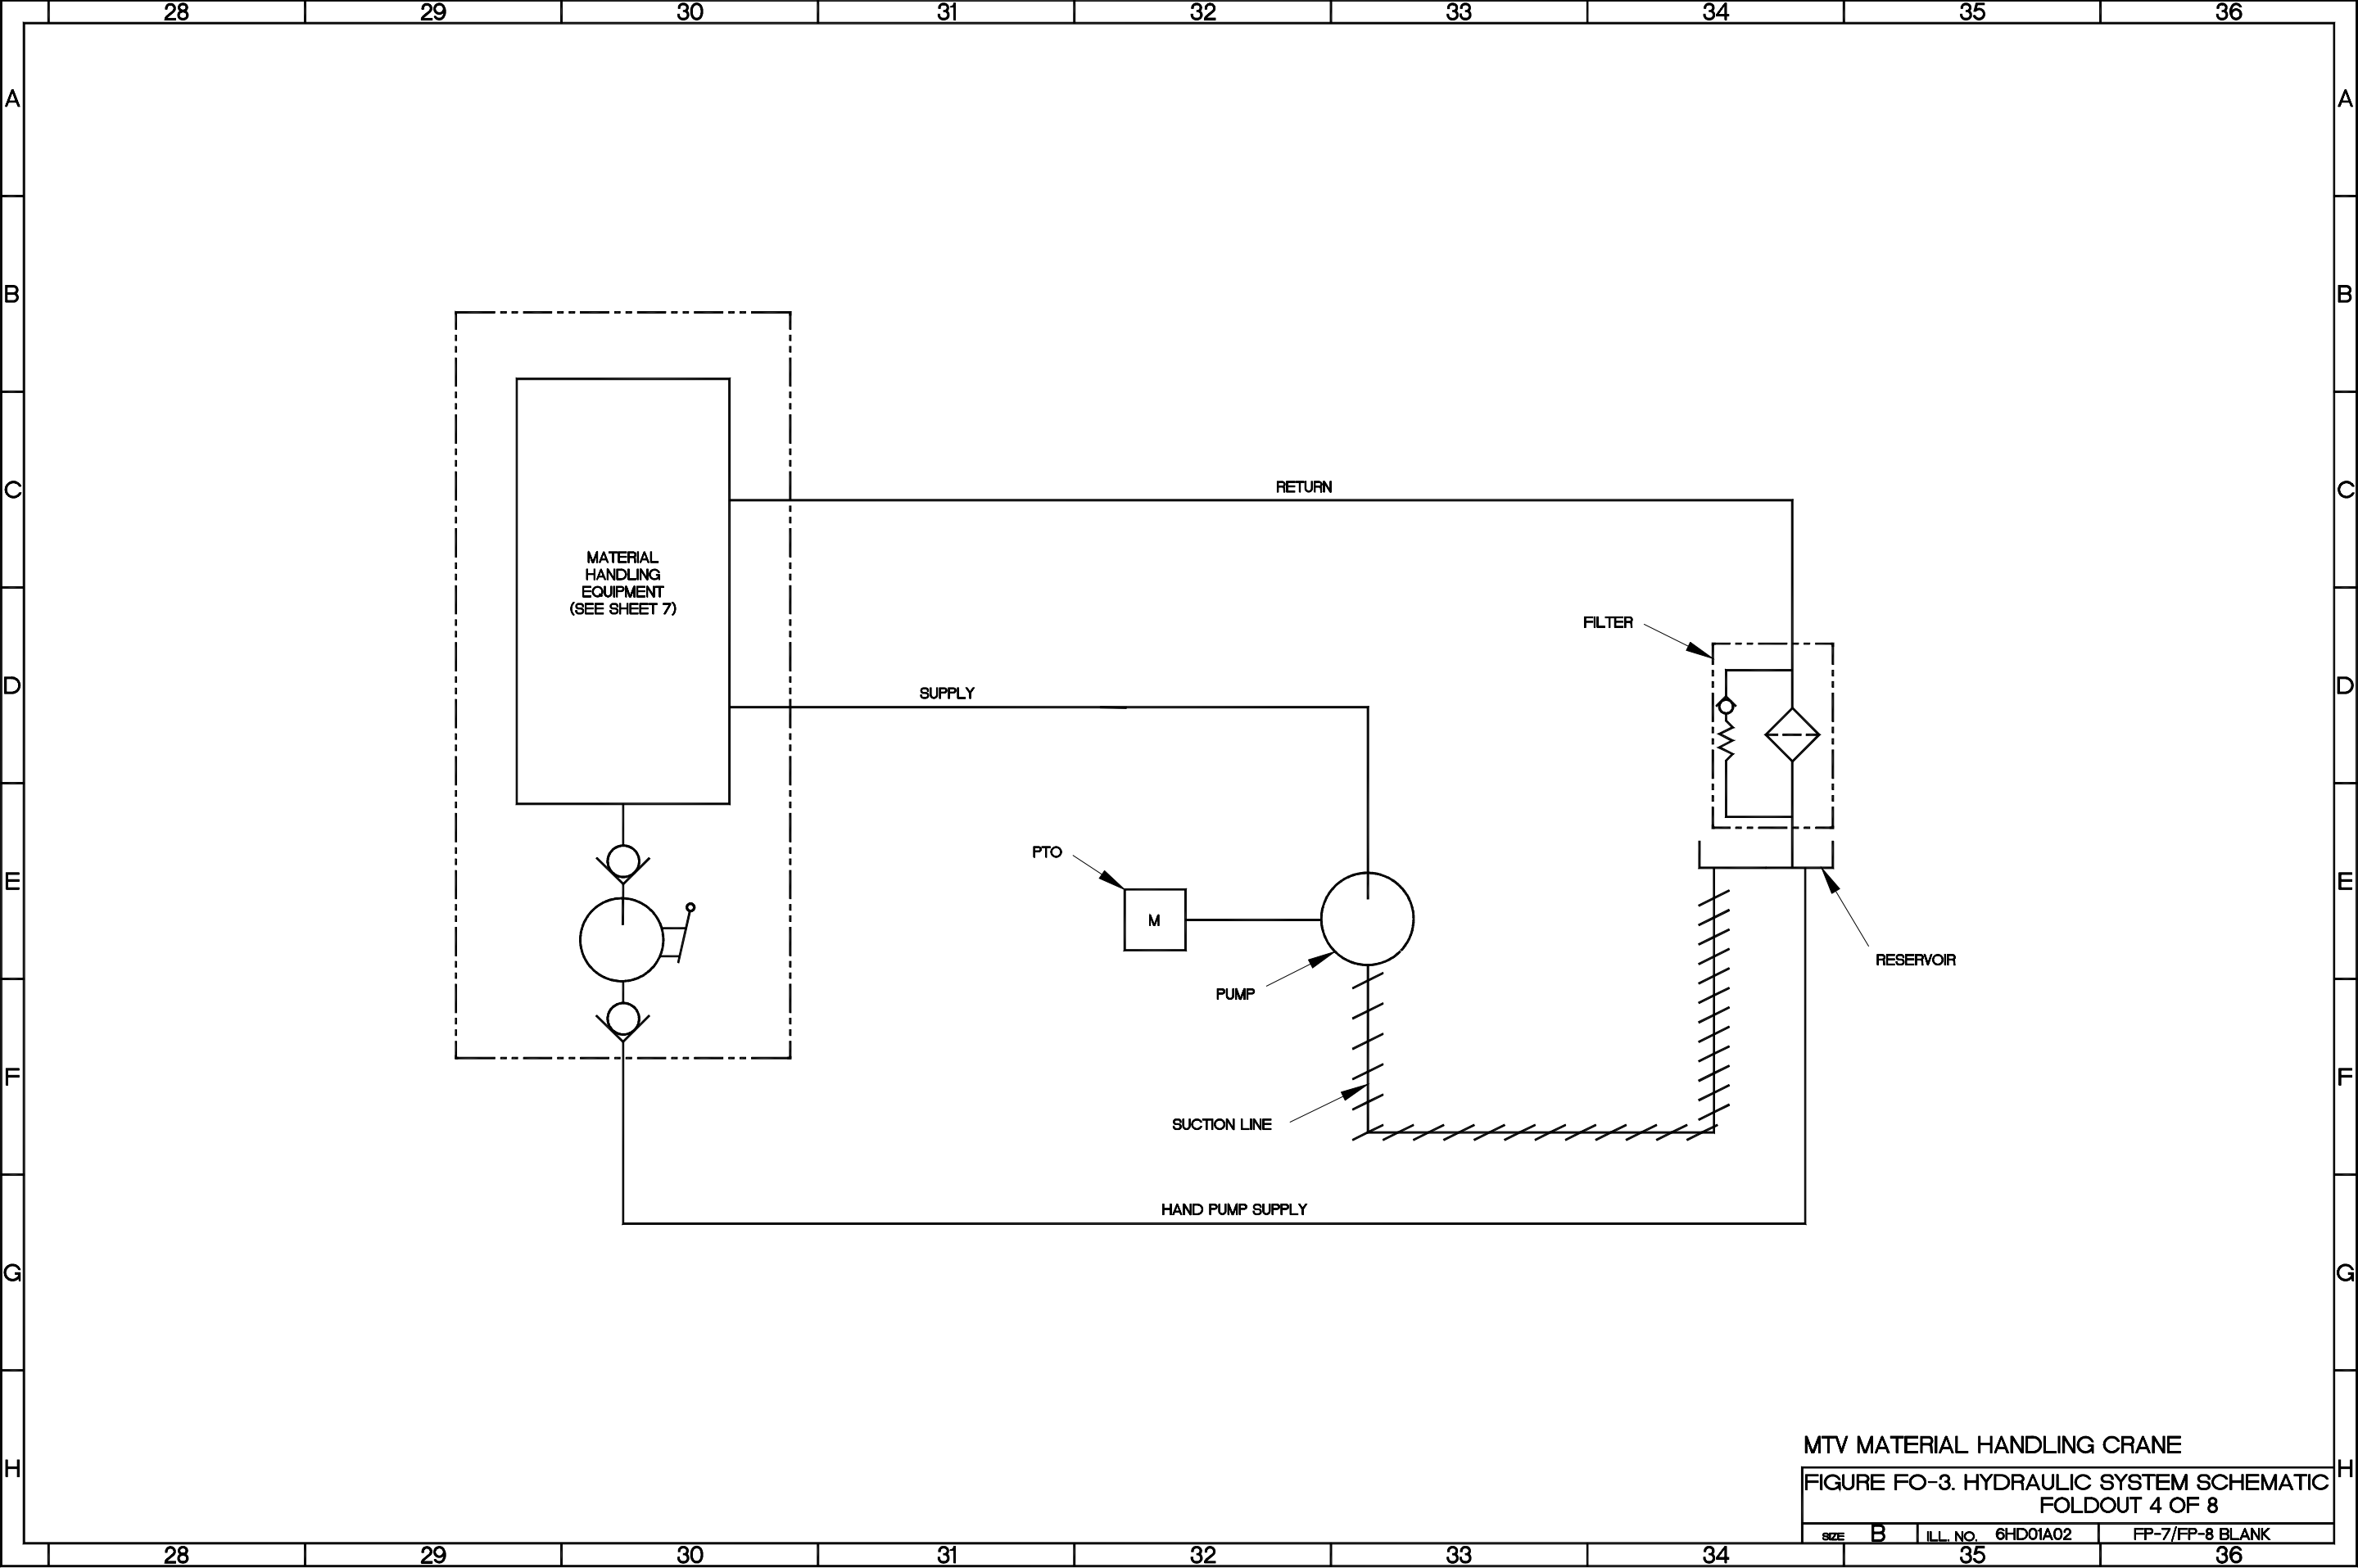 28 29 30 31 32 33 34 35 36
A A
B B
C C
RETURN
MATERIAL
HANDLING
EQUIPMENT
(SEE SHEET 7)
FILTER
D D
SUPPLY
PTO
E E
M
RESERVOIR
PUMP
F F
SUCTION LINE
HAND PUMP SUPPLY
G G
MTV MATERIAL HANDLING CRANE
H H
FIGURE FO-3. HYDRAULIC SYSTEM SCHEMATIC
FOLDOUT 4 OF 8
SIZE B ILL. NO. 6HD01A02 FP-7/FP-8 BLANK
28 29 30 31 32 33 34 35 36